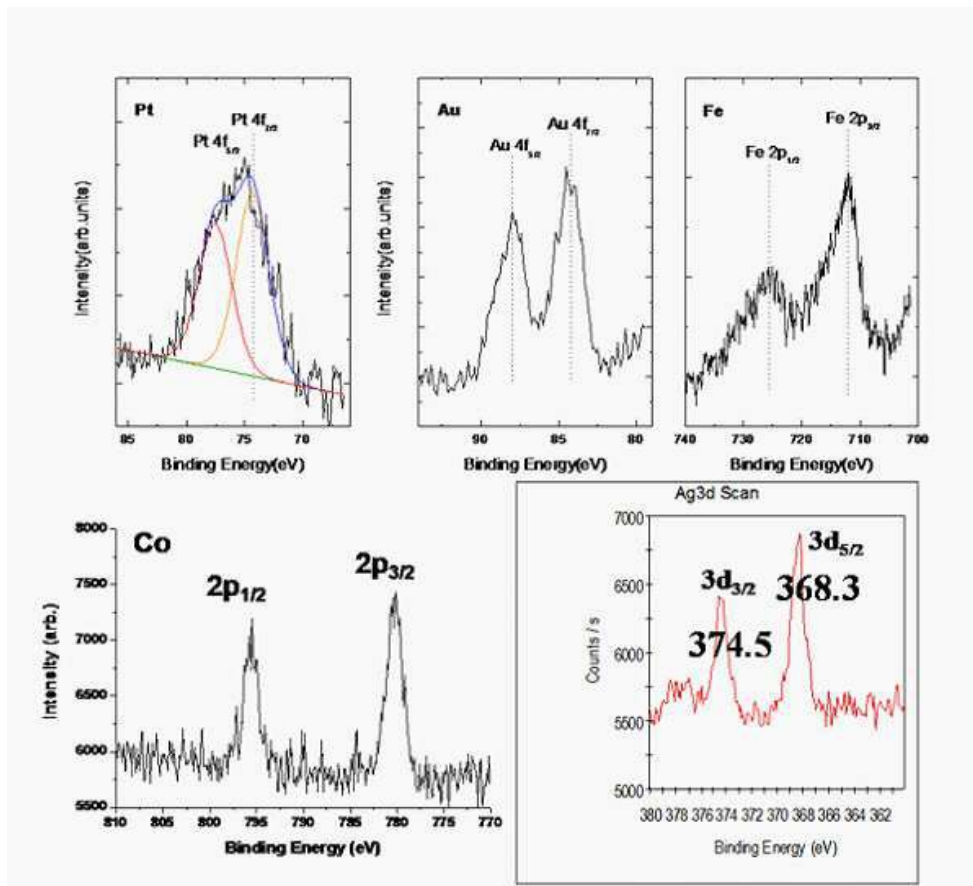 Pt
Pt 4f7/2
Pt 4f5/2
Intensity(arb.units)
85 80 75 70
Binding Energy(eV)
Au
Au 4f7/2
Au 4f5/2
Intensity(arb.units)
90 85 80
Binding Energy(eV)
Fe
Fe 2p3/2
Fe 2p1/2
Intensity(arb.units)
740 730 720 710 700
Binding Energy(eV)
Co
2p1/2
2p3/2
Intensity (arb.)
8000
7500
7000
6500
6000
5500
810 805 800 795 790 785 780 775 770
Binding Energy (eV)
Ag3d Scan
3d5/2
368.3
3d3/2
374.5
Counts / s
7000
6500
6000
5500
5000
380 378 376 374 372 370 368 366 364 362
Binding Energy (eV)